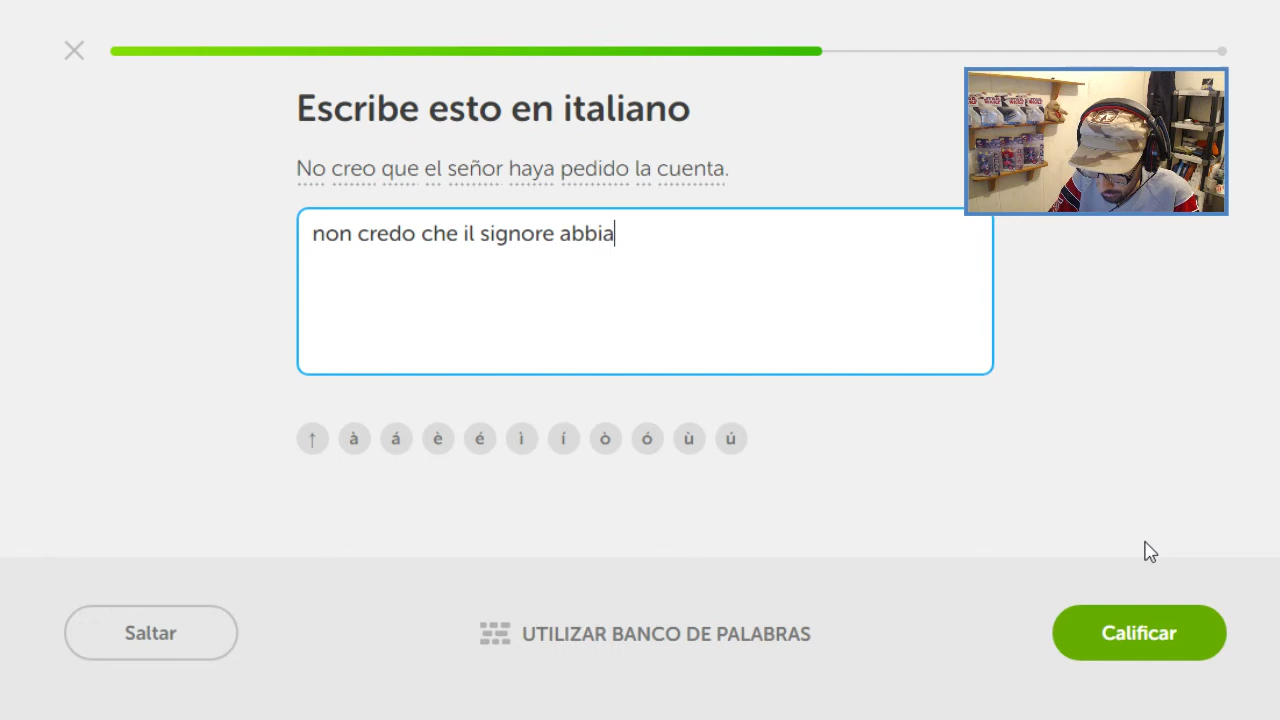 Escribe esto en italiano
No creo que el señor haya pedido la cuenta.
non credo che il signore abbia
↑ à á è é ì í ò ó ù ú
Saltar
UTILIZAR BANCO DE PALABRAS
Calificar